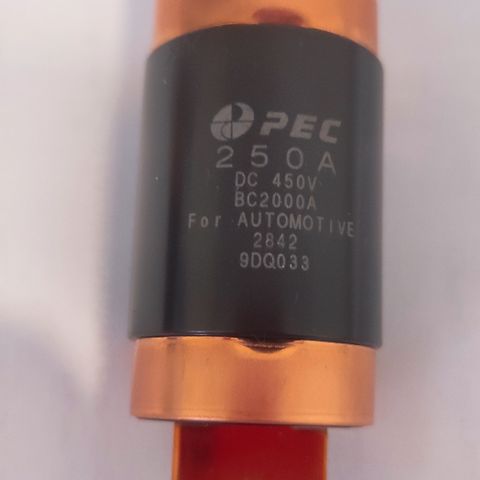 PEC
250A
DC 450V
BC2000A
For AUTOMOTIVE
2842
9DQ033